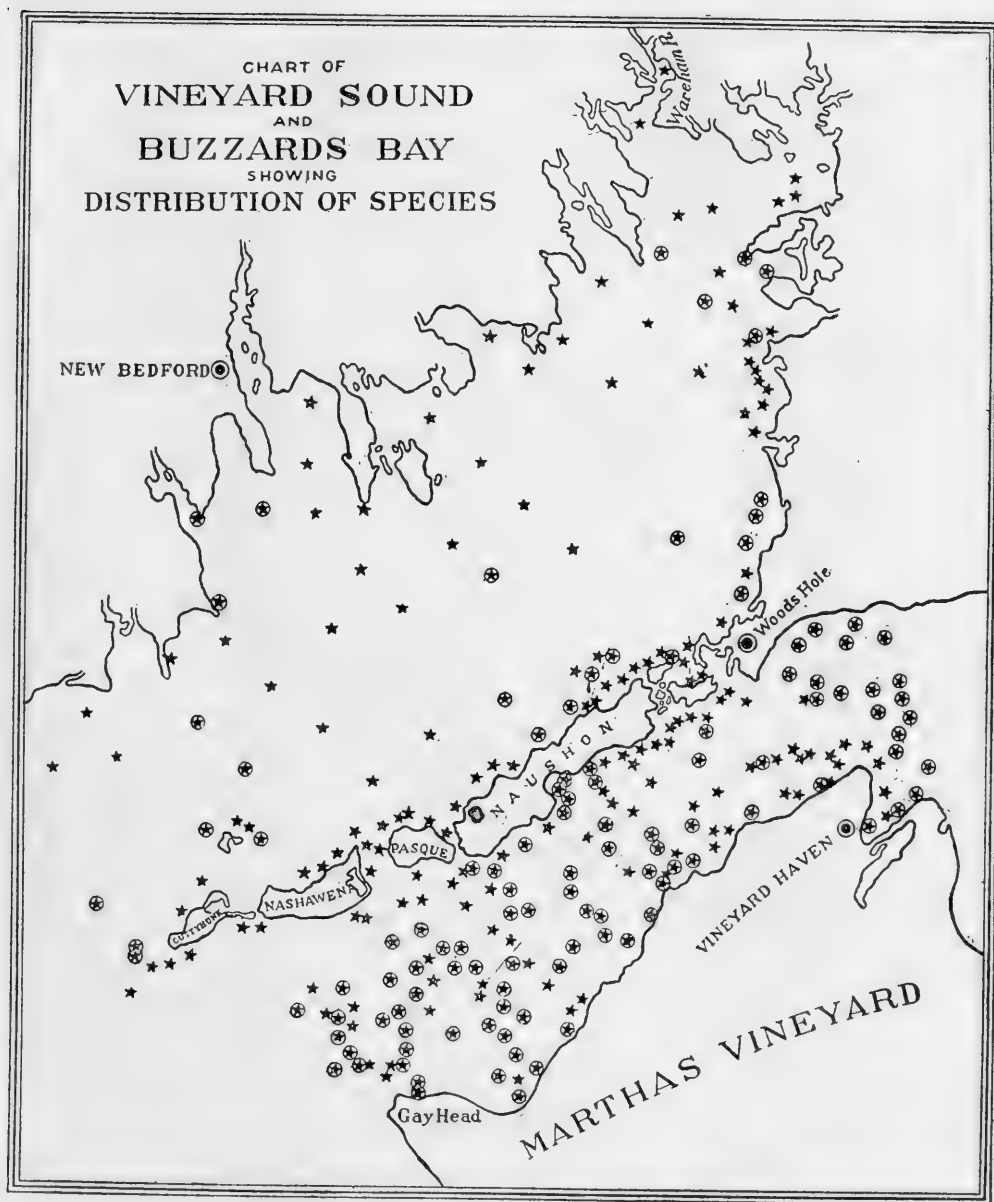 CHART OF
VINEYARD SOUND
AND
BUZZARDS BAY
SHOWING
DISTRIBUTION OF SPECIES
Wareham R.
NEW BEDFORD
Woods Hole
NAUSHON
PASQUE
NASHAWENA
CUTTYHUNK
VINEYARD HAVEN
MARTHAS VINEYARD
Gay Head